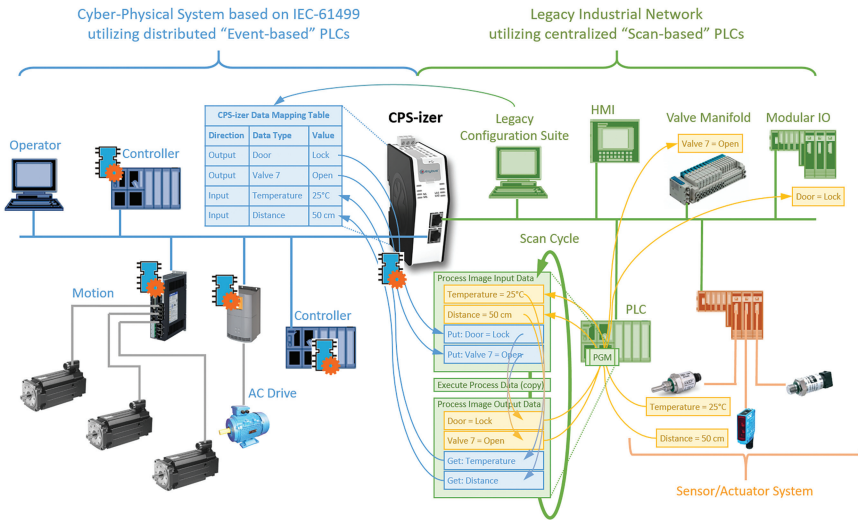 Cyber-Physical System based on IEC-61499
utilizing distributed “Event-based” PLCs
Legacy Industrial Network
utilizing centralized “Scan-based” PLCs
CPS-izer Data Mapping Table
Direction Data Type Value
Output Door Lock
Output Valve 7 Open
Input Temperature 25°C
Input Distance 50 cm
CPS-izer
Legacy
Configuration Suite
HMI
Valve Manifold
Modular IO
Valve 7 = Open
Door = Lock
Operator
Controller
Motion
AC Drive
Controller
Scan Cycle
Process Image Input Data
Temperature = 25°C
Distance = 50 cm
Put: Door = Lock
Put: Valve 7 = Open
Execute Process Data (copy)
Process Image Output Data
Door = Lock
Valve 7 = Open
Get: Temperature
Get: Distance
PLC
PGM
Temperature = 25°C
Distance = 50 cm
Sensor/Actuator System